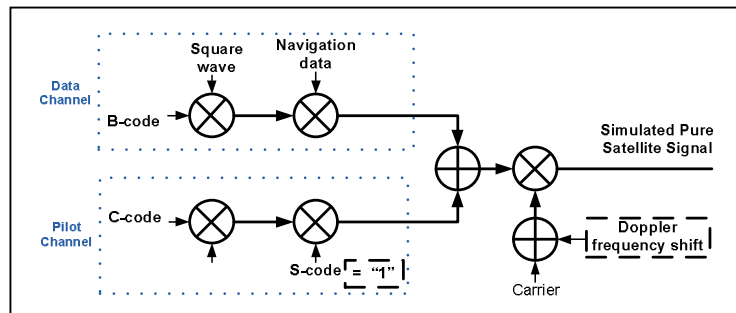 Square
wave
Navigation
data
Data
Channel
B-code
Simulated Pure
Satellite Signal
C-code
Pilot
Channel
S-code = “1”
Doppler
frequency shift
Carrier